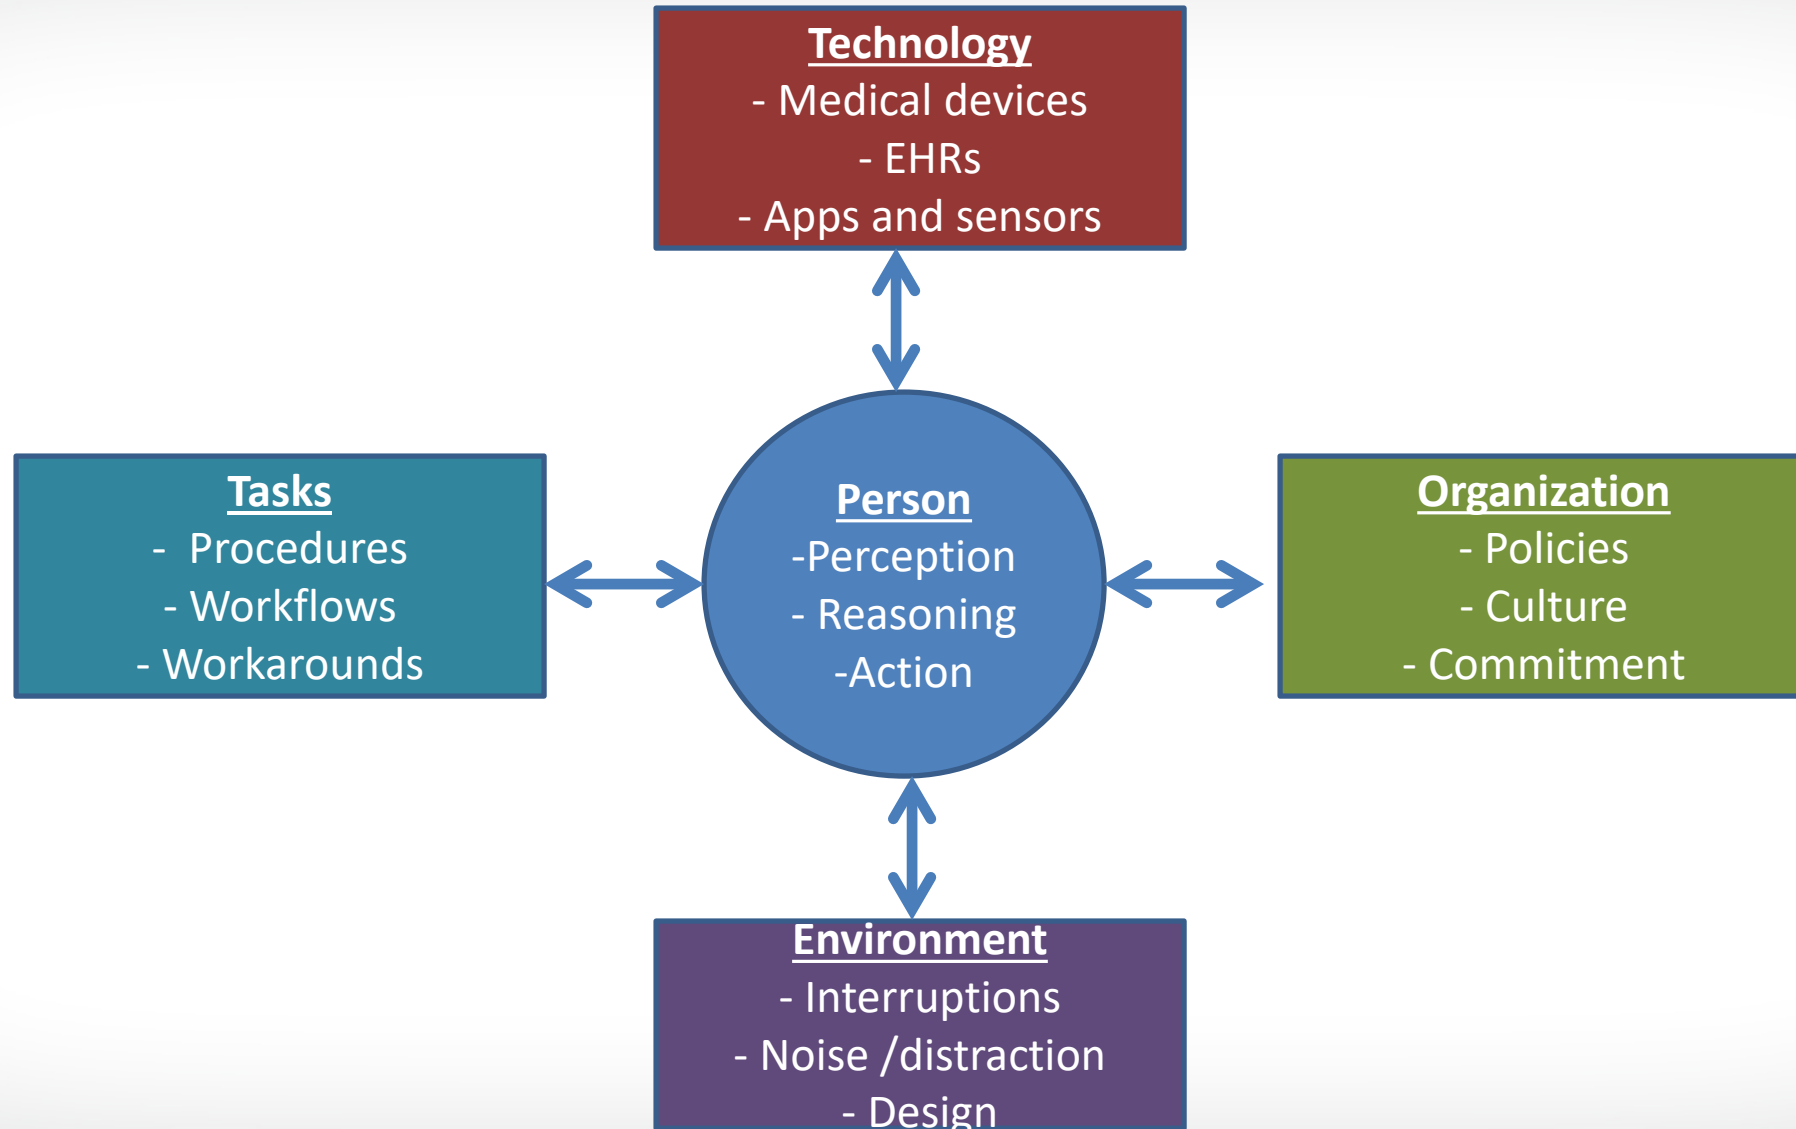 Technology
- Medical devices
- EHRs
- Apps and sensors
Tasks
- Procedures
- Workflows
- Workarounds
Person
-Perception
- Reasoning
-Action
Organization
- Policies
- Culture
- Commitment
Environment
- Interruptions
- Noise /distraction
- Design